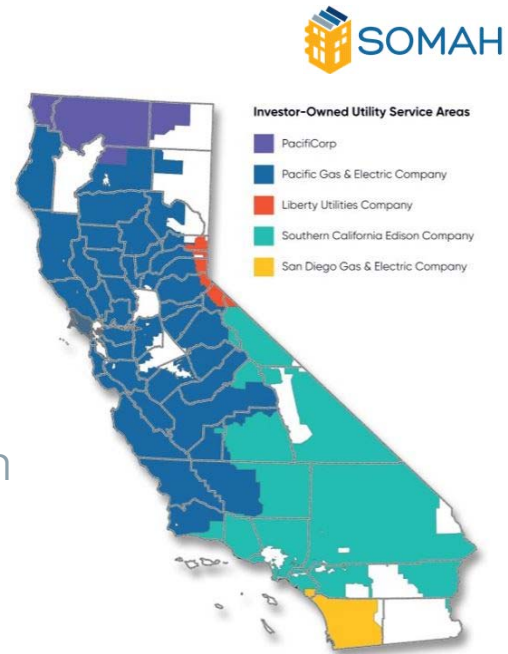 SOMAH
Investor-Owned Utility Service Areas
PacifiCorp
Pacific Gas & Electric Company
Liberty Utilities Company
Southern California Edison Company
San Diego Gas & Electric Company
n